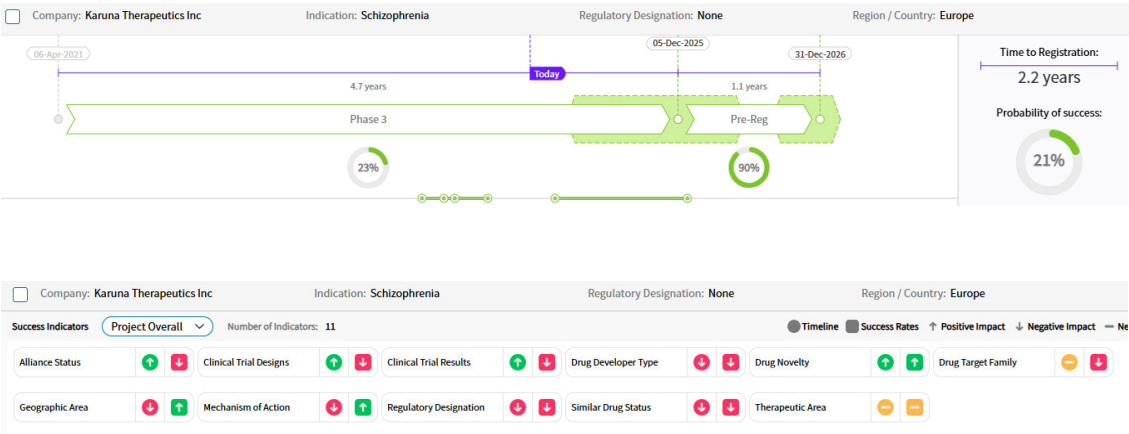 Company: Karuna Therapeutics Inc Indication: Schizophrenia Regulatory Designation: None Region / Country: Europe
06-Apr-2021 05-Dec-2025 31-Dec-2026 Time to Registration:
Today
4.7 years 1.1 years 2.2 years
Phase 3 Pre-Reg Probability of success:
23% 90% 21%
Company: Karuna Therapeutics Inc Indication: Schizophrenia Regulatory Designation: None Region / Country: Europe
Success Indicators Project Overall Number of Indicators: 11 Timeline Success Rates ↑ Positive Impact ↓ Negative Impact — Ne
Alliance Status Clinical Trial Designs Clinical Trial Results Drug Developer Type Drug Novelty Drug Target Family
Geographic Area Mechanism of Action Regulatory Designation Similar Drug Status Therapeutic Area